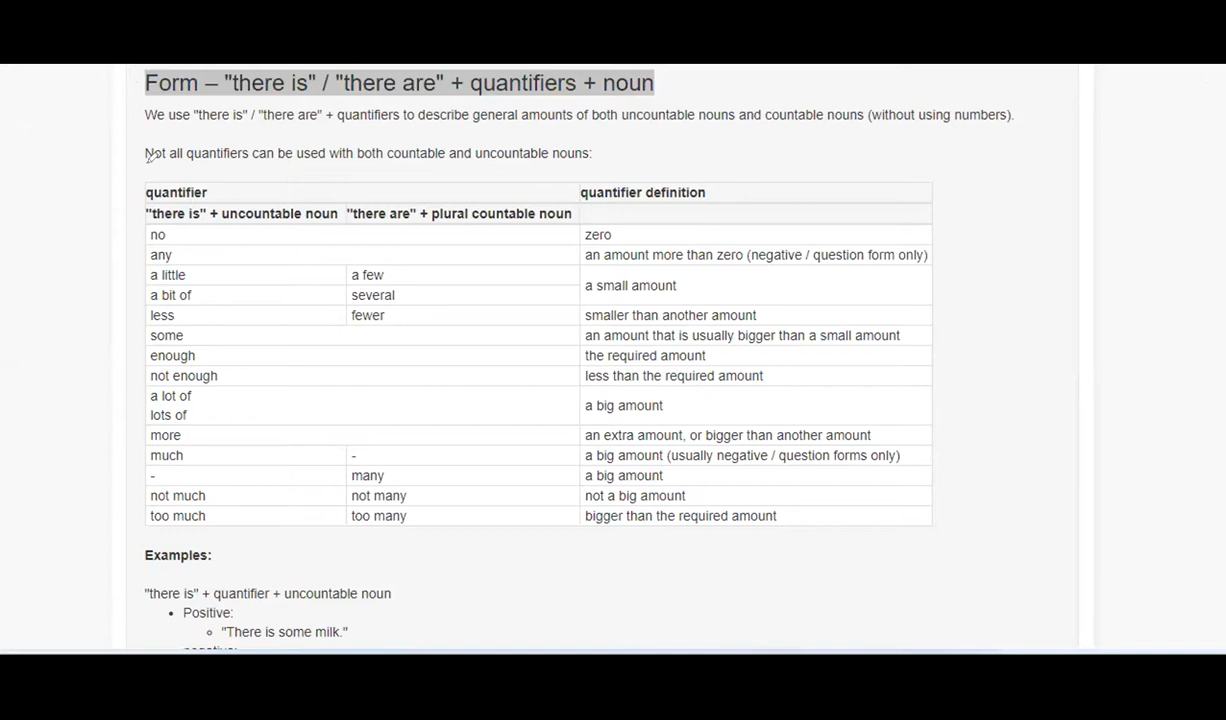 Form – "there is" / "there are" + quantifiers + noun
We use "there is" / "there are" + quantifiers to describe general amounts of both uncountable nouns and countable nouns (without using numbers).
Not all quantifiers can be used with both countable and uncountable nouns:
quantifier quantifier definition
"there is" + uncountable noun "there are" + plural countable noun
no zero
any an amount more than zero (negative / question form only)
a little a few
a small amount
a bit of several
less fewer smaller than another amount
some an amount that is usually bigger than a small amount
enough the required amount
not enough less than the required amount
a lot of
a big amount
lots of
more an extra amount, or bigger than another amount
much - a big amount (usually negative / question forms only)
- many a big amount
not much not many not a big amount
too much too many bigger than the required amount
Examples:
"there is" + quantifier + uncountable noun
• Positive:
○ "There is some milk."